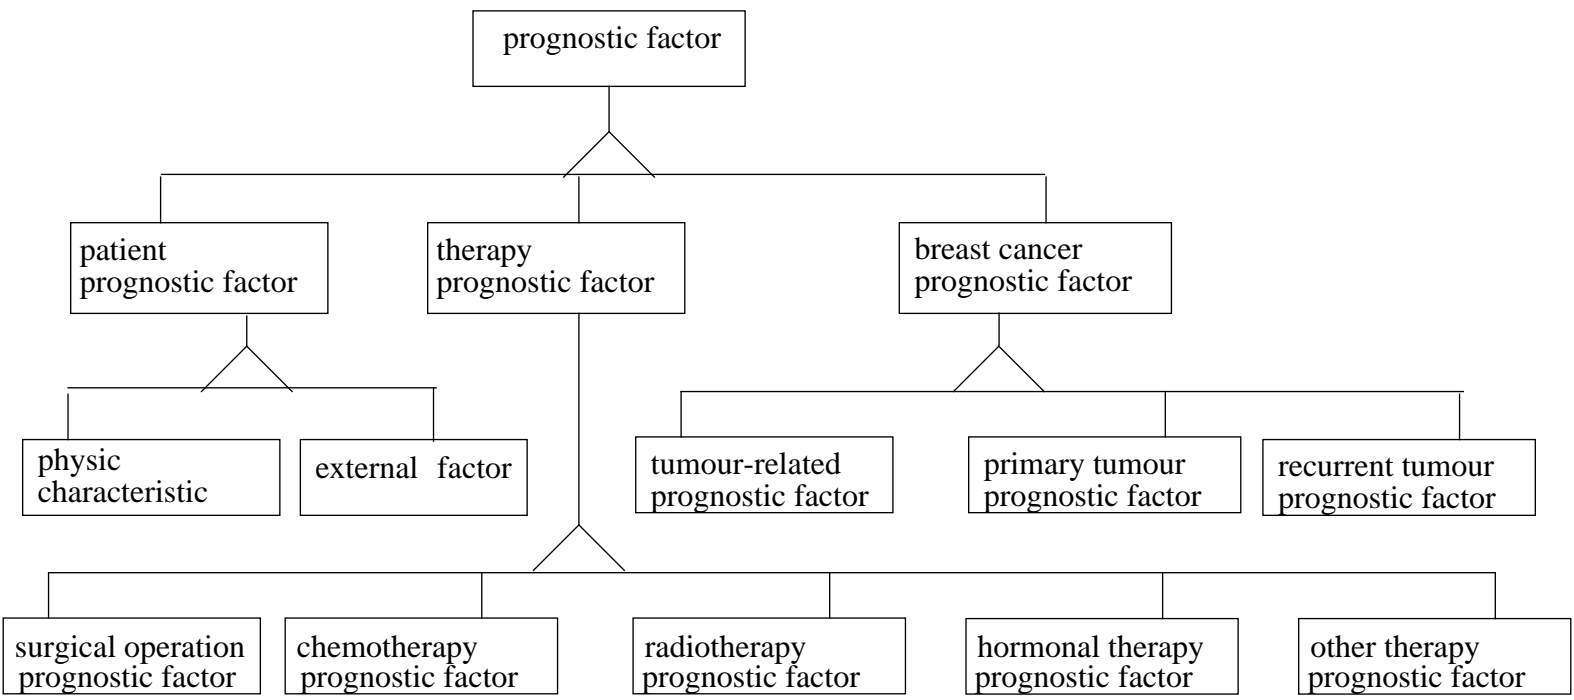 prognostic factor
patient
prognostic factor
therapy
prognostic factor
breast cancer
prognostic factor
physic
characteristic
external factor
tumour-related
prognostic factor
primary tumour
prognostic factor
recurrent tumour
prognostic factor
surgical operation
prognostic factor
chemotherapy
prognostic factor
radiotherapy
prognostic factor
hormonal therapy
prognostic factor
other therapy
prognostic factor